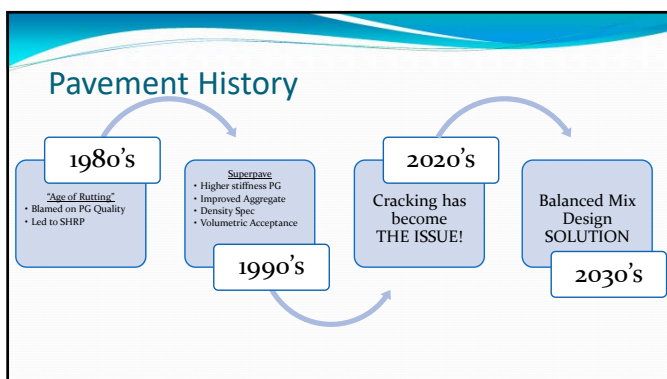 Pavement History
1980's
"Age of Rutting"
• Blamed on PG Quality
• Led to SHRP
Superpave
• Higher stiffness PG
• Improved Aggregate
• Density Spec
• Volumetric Acceptance
1990's
2020's
Cracking has
become
THE ISSUE!
Balanced Mix
Design
SOLUTION
2030's